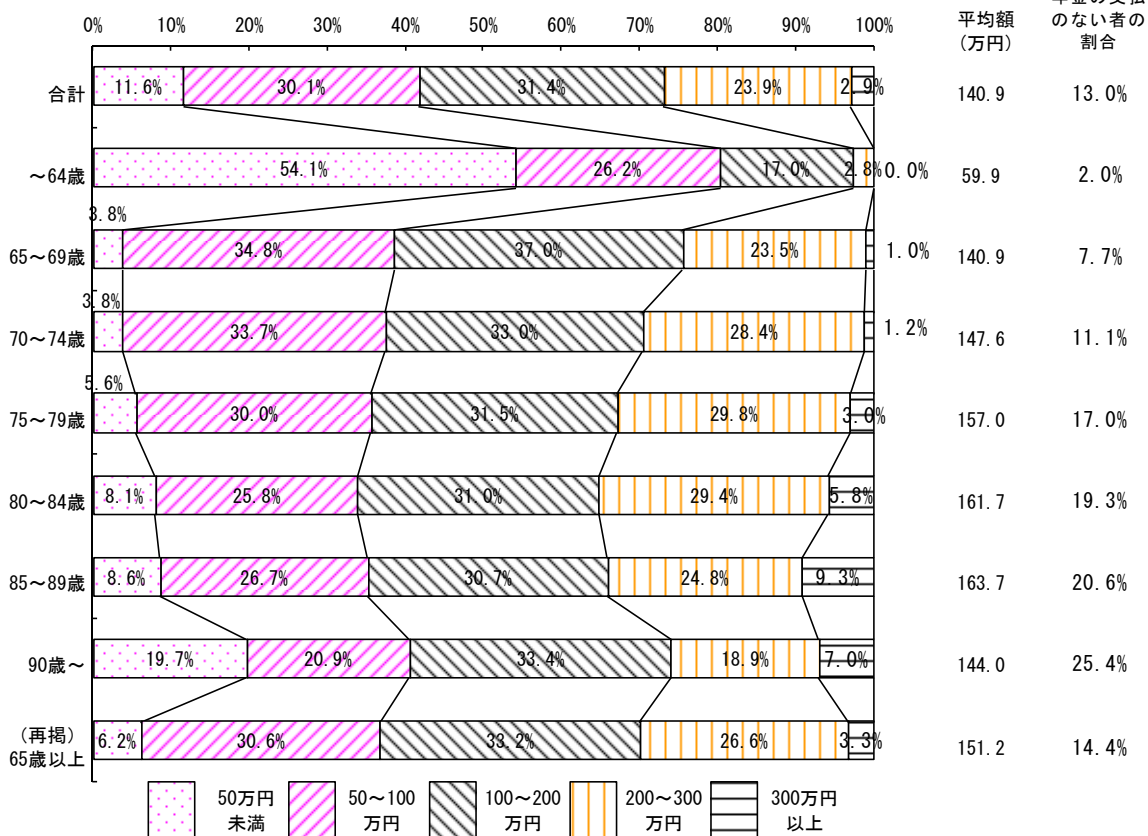 0% 10% 20% 30% 40% 50% 60% 70% 80% 90% 100%
平均額
(万円)
のない者の
割合
合計 11.6% 30.1% 31.4% 23.9% 2.9% 140.9 13.0%
~64歳 54.1% 26.2% 17.0% 2.8% 0.0% 59.9 2.0%
3.8%
65~69歳 34.8% 37.0% 23.5% 1.0% 140.9 7.7%
3.8%
70~74歳 33.7% 33.0% 28.4% 1.2% 147.6 11.1%
5.6%
75~79歳 30.0% 31.5% 29.8% 3.0% 157.0 17.0%
80~84歳 8.1% 25.8% 31.0% 29.4% 5.8% 161.7 19.3%
85~89歳 8.6% 26.7% 30.7% 24.8% 9.3% 163.7 20.6%
90歳~ 19.7% 20.9% 33.4% 18.9% 7.0% 144.0 25.4%
(再掲)
65歳以上 6.2% 30.6% 33.2% 26.6% 3.3% 151.2 14.4%
50万円
未満
50~100
万円
100~200
万円
200~300
万円
300万円
以上